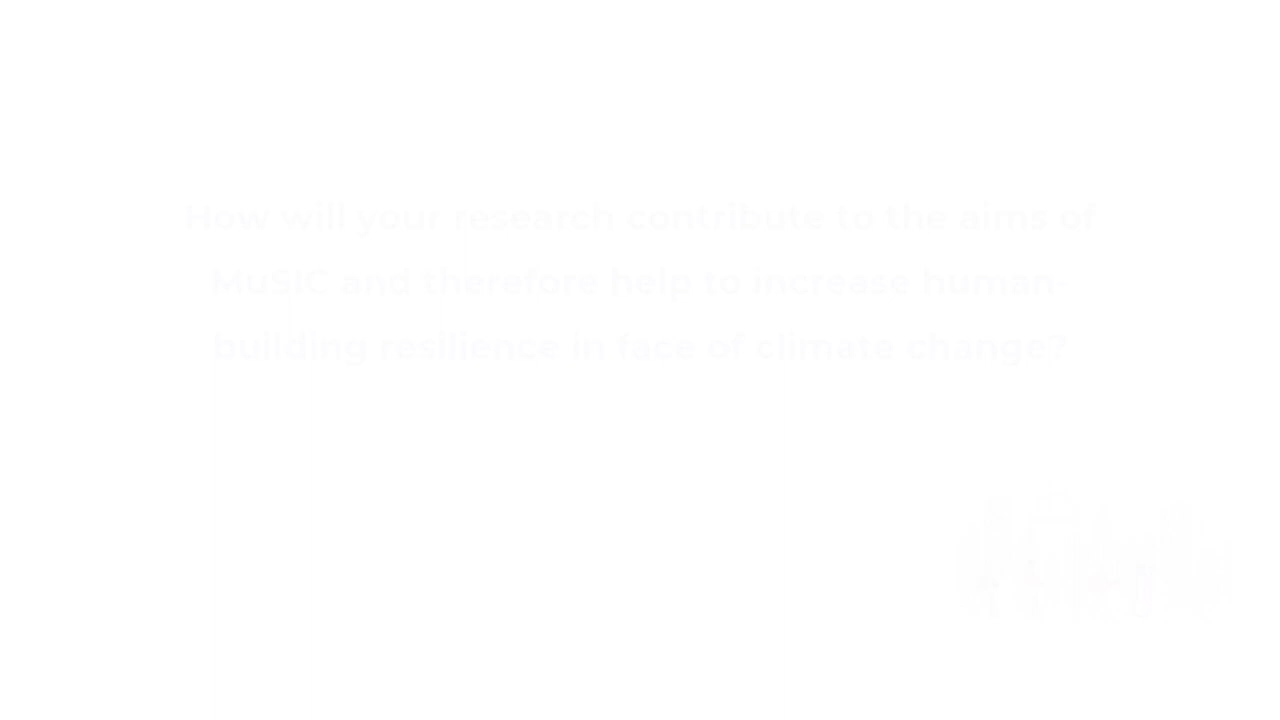 How will your research contribute to the aims of
MuSIC and therefore help to increase human-
building resilience in face of climate change?